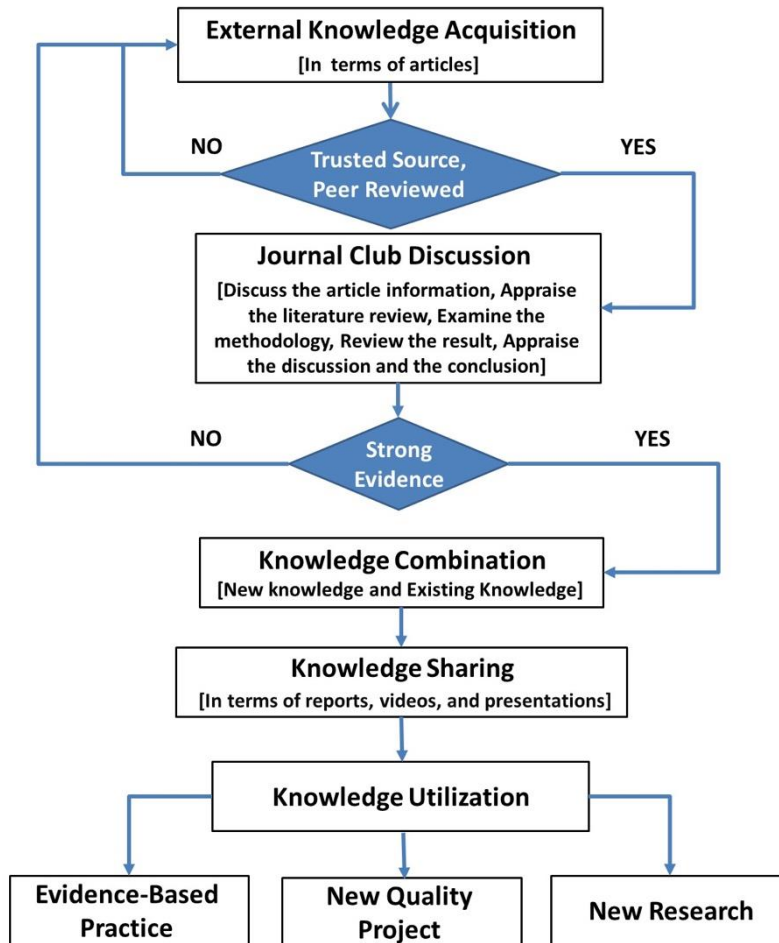 External Knowledge Acquisition
[In terms of articles]
NO
YES
Trusted Source,
Peer Reviewed
Journal Club Discussion
[Discuss the article information, Appraise
the literature review, Examine the
methodology, Review the result, Appraise
the discussion and the conclusion]
NO
YES
Strong
Evidence
Knowledge Combination
[New knowledge and Existing Knowledge]
Knowledge Sharing
[In terms of reports, videos, and presentations]
Knowledge Utilization
Evidence-Based
Practice
New Quality
Project
New Research